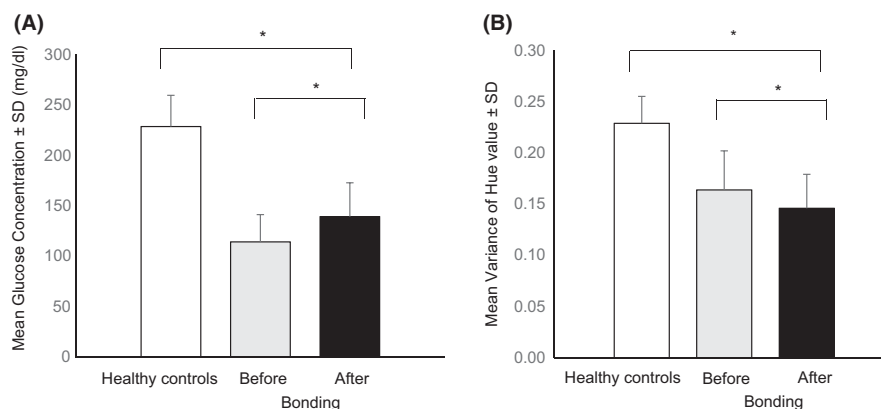 (A)
Mean Glucose Concentration ± SD (mg/dl)
300
250
200
150
100
50
0
*
*
Healthy controls Before After
Bonding
(B)
Mean Variance of Hue value ± SD
0.30
0.25
0.20
0.15
0.10
0.05
0.00
*
*
Healthy controls Before After
Bonding